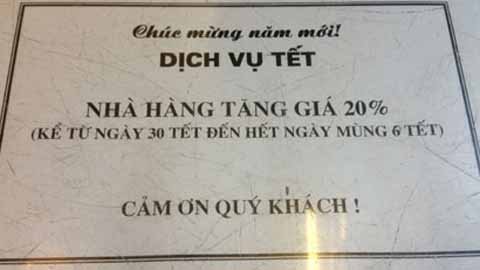 Chúc mừng năm mới!
DỊCH VỤ TẾT
NHÀ HÀNG TĂNG GIÁ 20%
(KỂ TỪ NGÀY 30 TẾT ĐẾN HẾT NGÀY MÙNG 6 TẾT)
CẢM ƠN QUÝ KHÁCH !